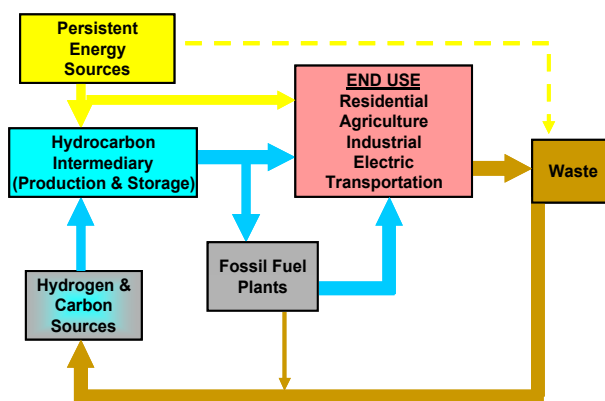 Persistent
Energy
Sources
END USE
Residential
Agriculture
Industrial
Electric
Transportation
Hydrocarbon
Intermediary
(Production & Storage)
Waste
Fossil Fuel
Plants
Hydrogen &
Carbon
Sources